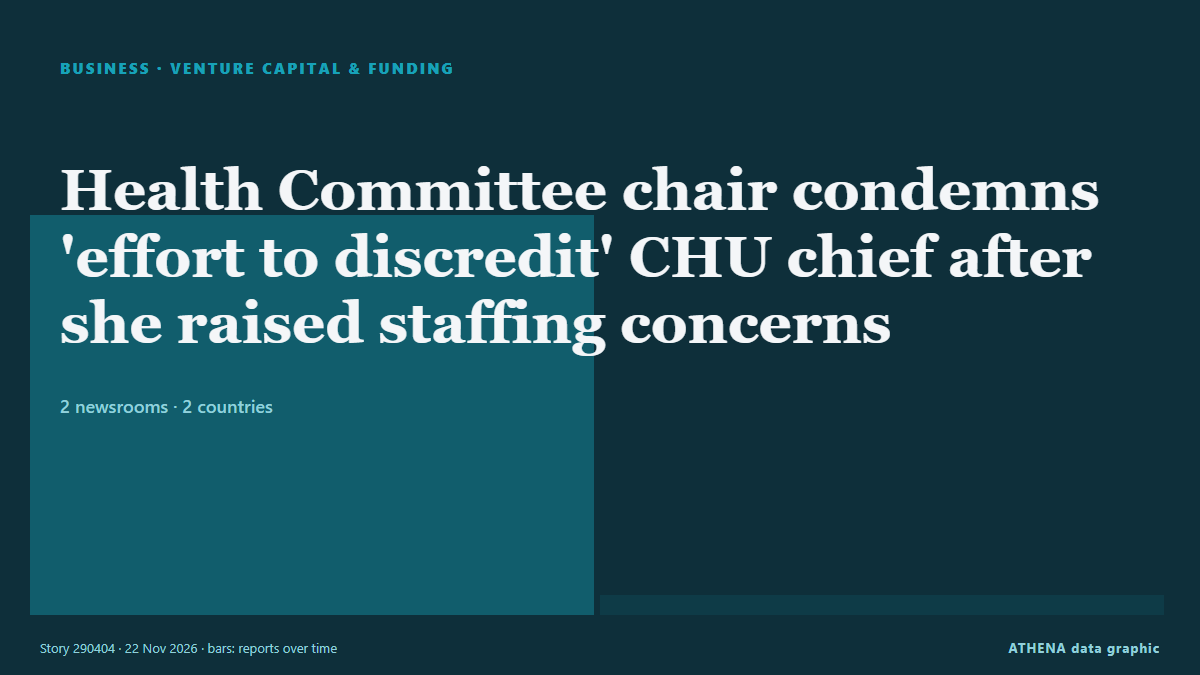 BUSINESS · VENTURE CAPITAL & FUNDING
Health Committee chair condemns
'effort to discredit' CHU chief after
she raised staffing concerns
2 newsrooms · 2 countries
Story 290404 · 22 Nov 2026 · bars: reports over time
ATHENA data graphic